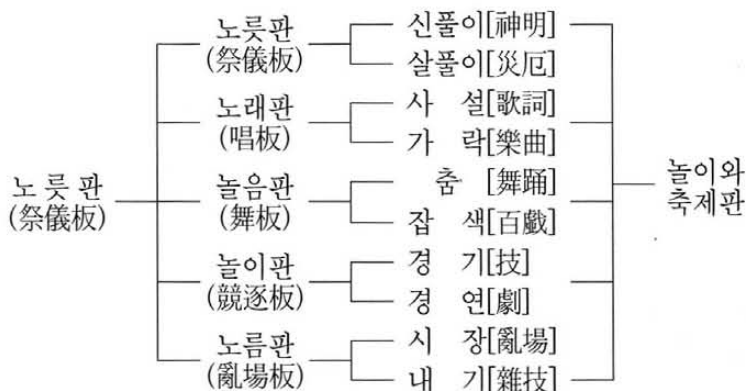 노릇판
(祭儀板)
신풀이[神明]
살풀이[災厄]
노래판
(唱板)
사 설[歌詞]
가 락[樂曲]
노릇판
(祭儀板)
놀음판
(舞板)
춤 [舞踊]
잡 색[百戱]
놀이와
축제판
놀이판
(競逐板)
경 기[技]
경 연[劇]
노름판
(亂場板)
시 장[亂場]
내 기[雜技]